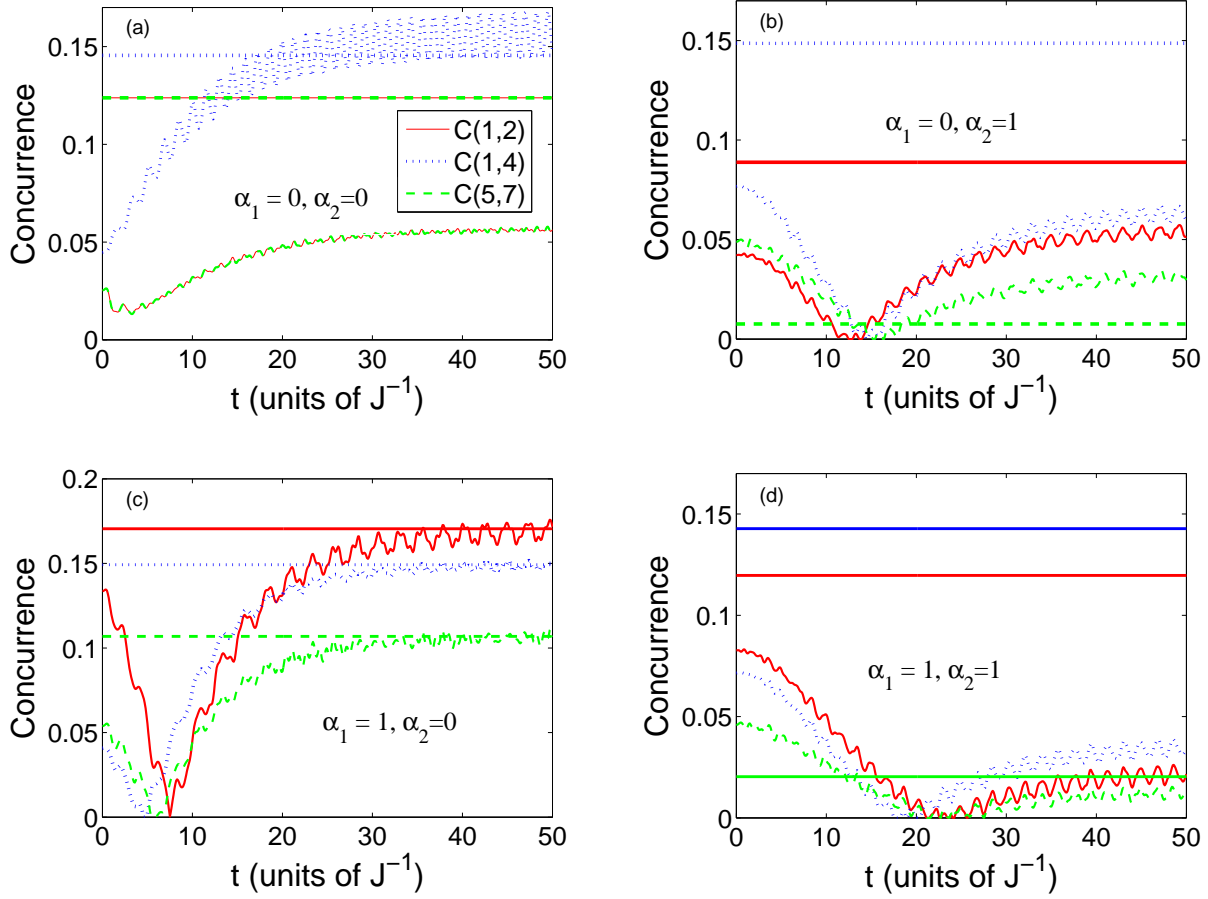 (a)
0.15
0.1
0.05
0
Concurrence
C(1,2)
C(1,4)
C(5,7)
α₁ = 0, α₂=0
0 10 20 30 40 50
t (units of J⁻¹)
(b)
0.15
0.1
0.05
0
Concurrence
α₁ = 0, α₂=1
0 10 20 30 40 50
t (units of J⁻¹)
(c)
0.2
0.15
0.1
0.05
0
Concurrence
α₁ = 1, α₂=0
0 10 20 30 40 50
t (units of J⁻¹)
(d)
0.15
0.1
0.05
0
Concurrence
α₁ = 1, α₂=1
0 10 20 30 40 50
t (units of J⁻¹)